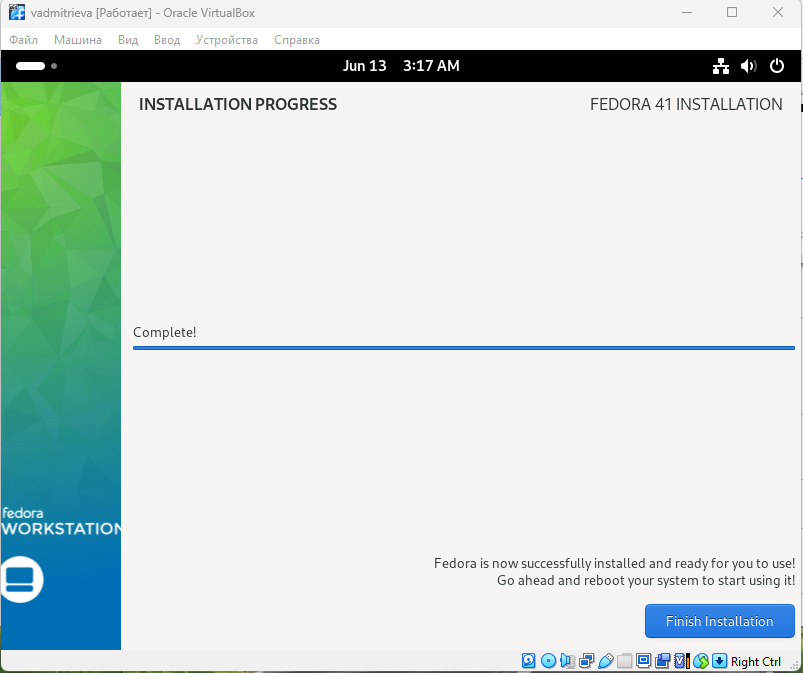 vadmitrieva [Работает] - Oracle VirtualBox
Файл Машина Вид Ввод Устройства Справка
Jun 13 3:17 AM
INSTALLATION PROGRESS
FEDORA 41 INSTALLATION
Complete!
fedora
WORKSTATION
Fedora is now successfully installed and ready for you to use!
Go ahead and reboot your system to start using it!
Finish Installation
Right Ctrl